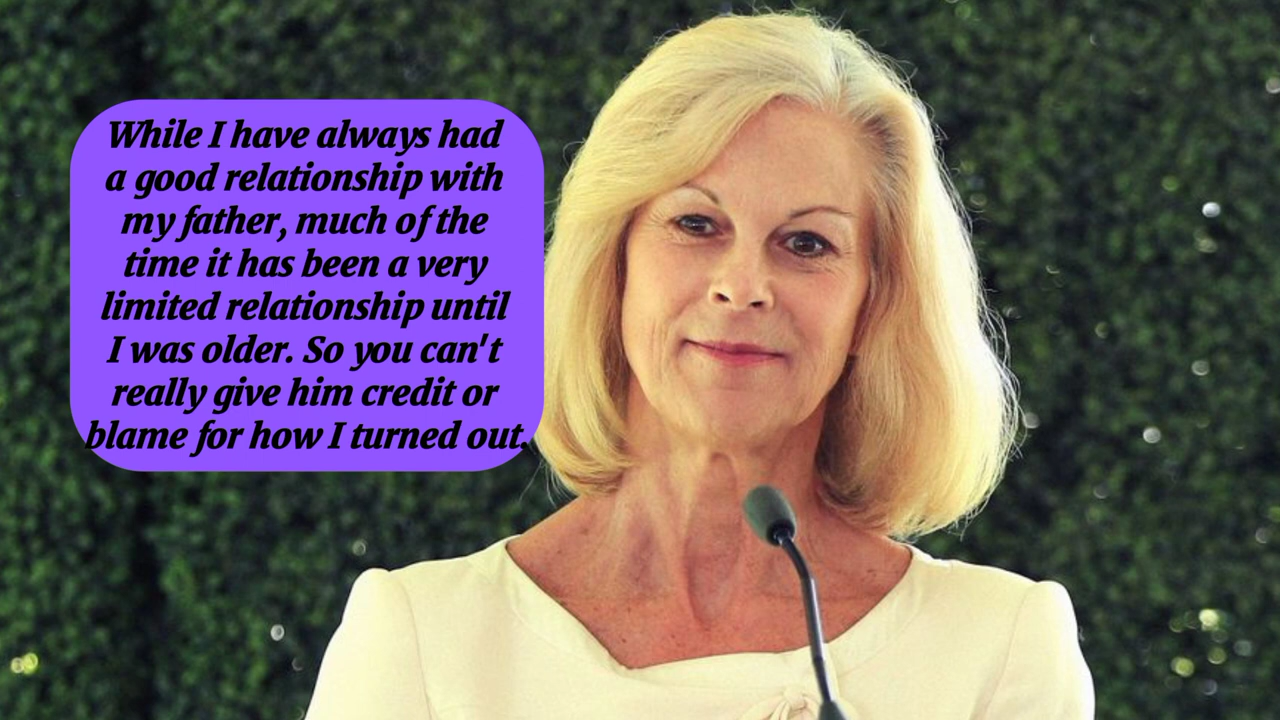 While I have always had
a good relationship with
my father, much of the
time it has been a very
limited relationship until
I was older. So you can't
really give him credit or
blame for how I turned out.